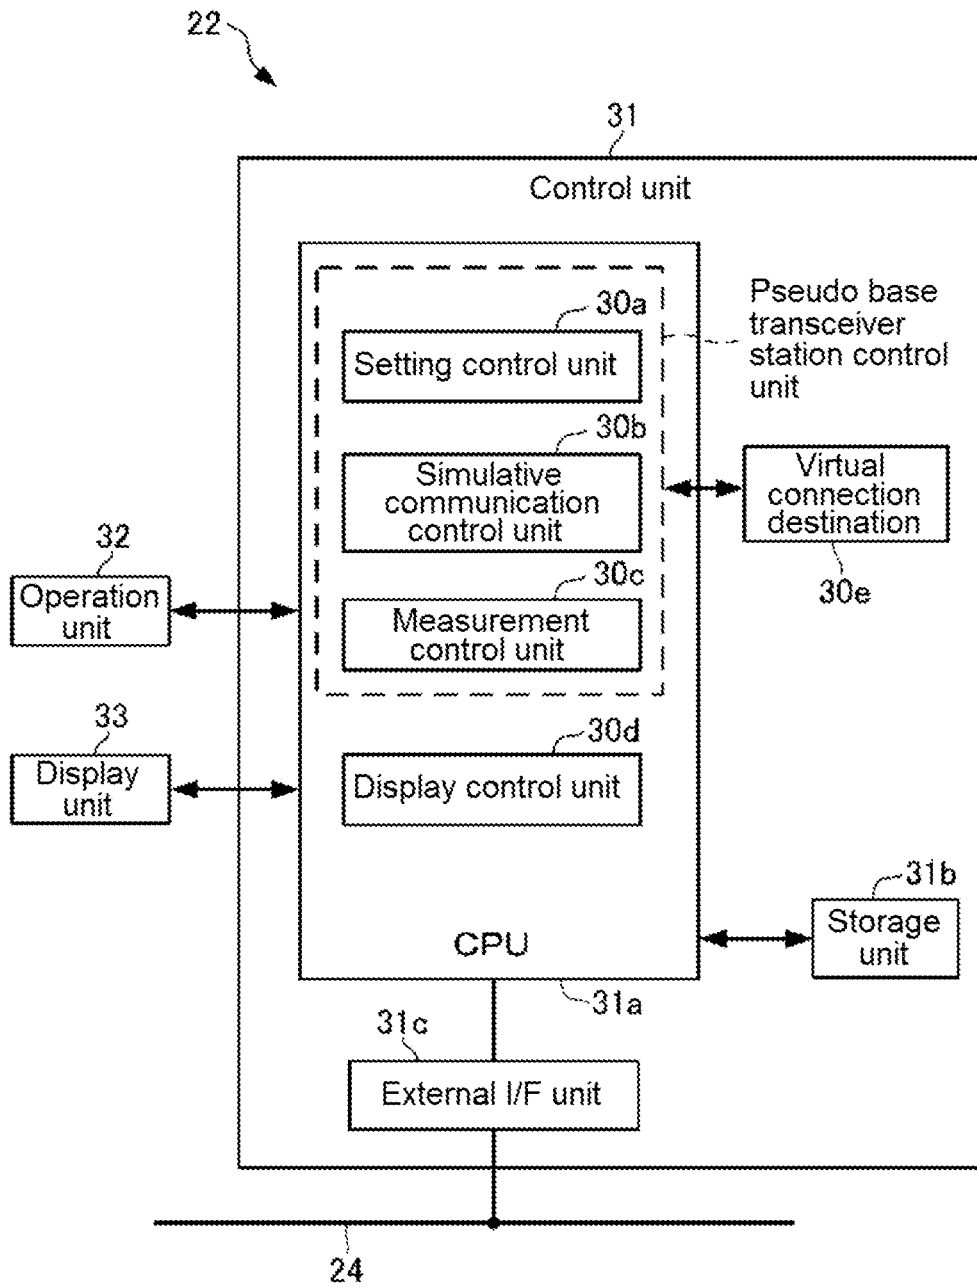 22
31
Control unit
30a
Setting control unit
Pseudo base
transceiver
station control
unit
30b
Simulative
communication
control unit
Virtual
connection
destination
30e
32
Operation
unit
30c
Measurement
control unit
33
Display
unit
30d
Display control unit
31b
Storage
unit
CPU
31a
31c
External I/F unit
24